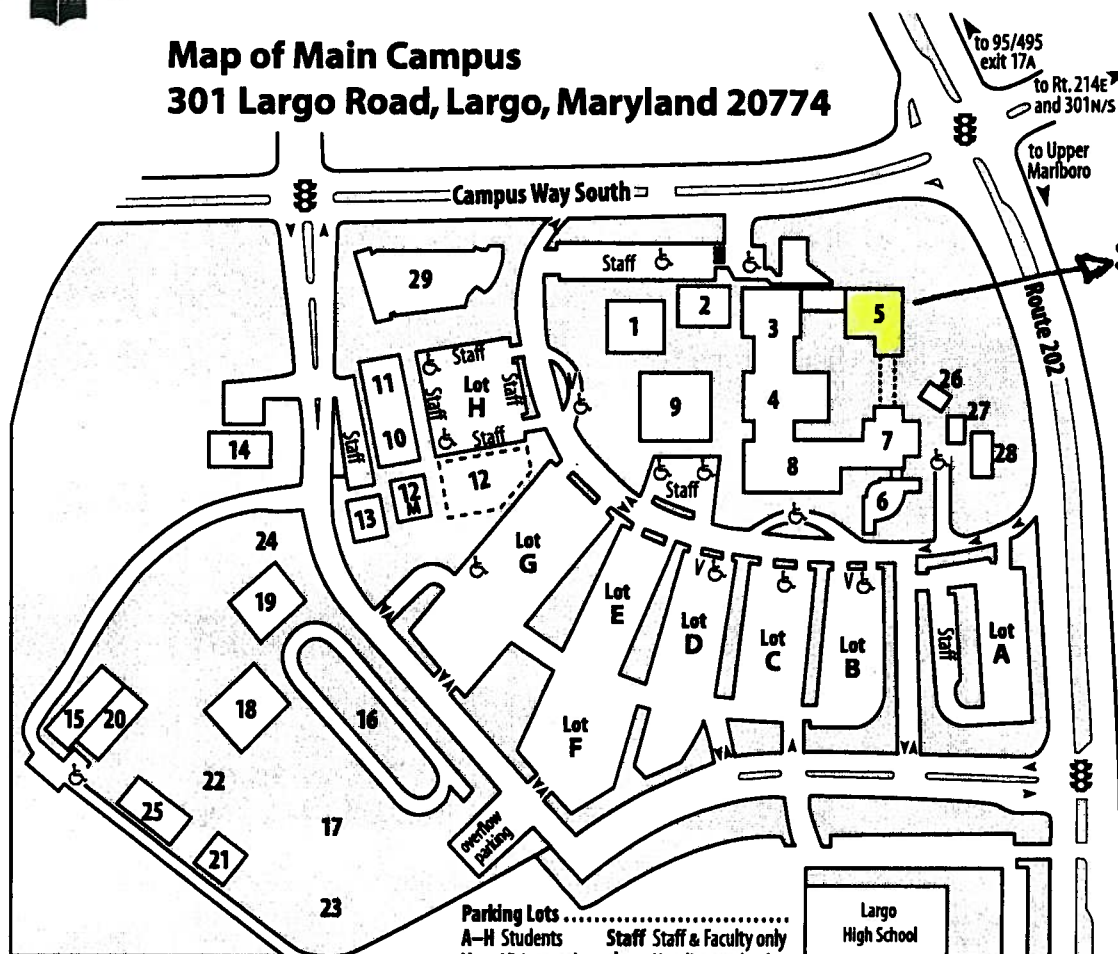 Map of Main Campus
301 Largo Road, Largo, Maryland 20774
to 95/495
exit 17A
to Rt. 214E
and 301N/S
to Upper
Marlboro
Campus Way South
Route 202
Staff
29
1
2
3
5
11
10
Staff
Lot
H
Staff
Staff
Staff
V
9
4
26
27
28
7
8
6
14
Staff
13
12
M
12
Staff
24
Lot
G
19
Lot
E
V
Lot
D
Lot
C
V
Lot
B
Staff
Lot
A
15
20
18
16
Lot
F
22
25
17
21
23
overflow
parking
Parking Lots
A–H Students Staff Staff & Faculty only
Largo
High School